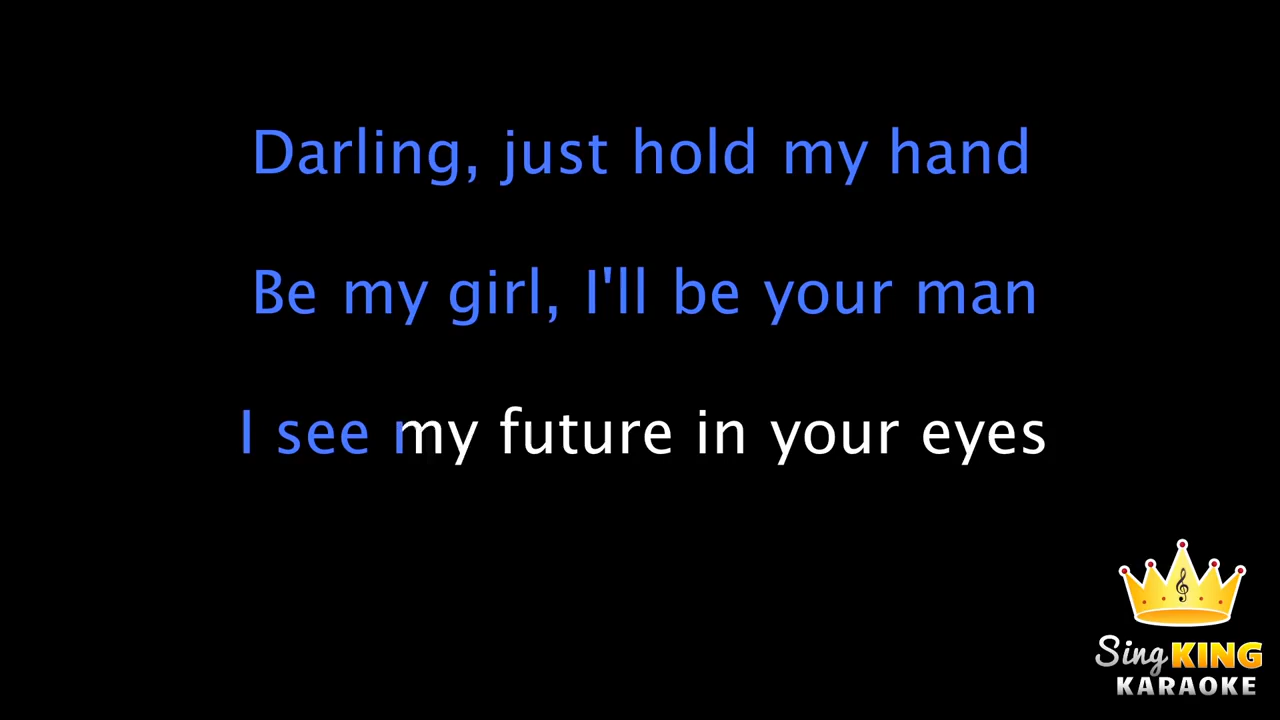 Darling, just hold my hand
Be my girl, I'll be your man
I see my future in your eyes
Sing KING
KARAOKE